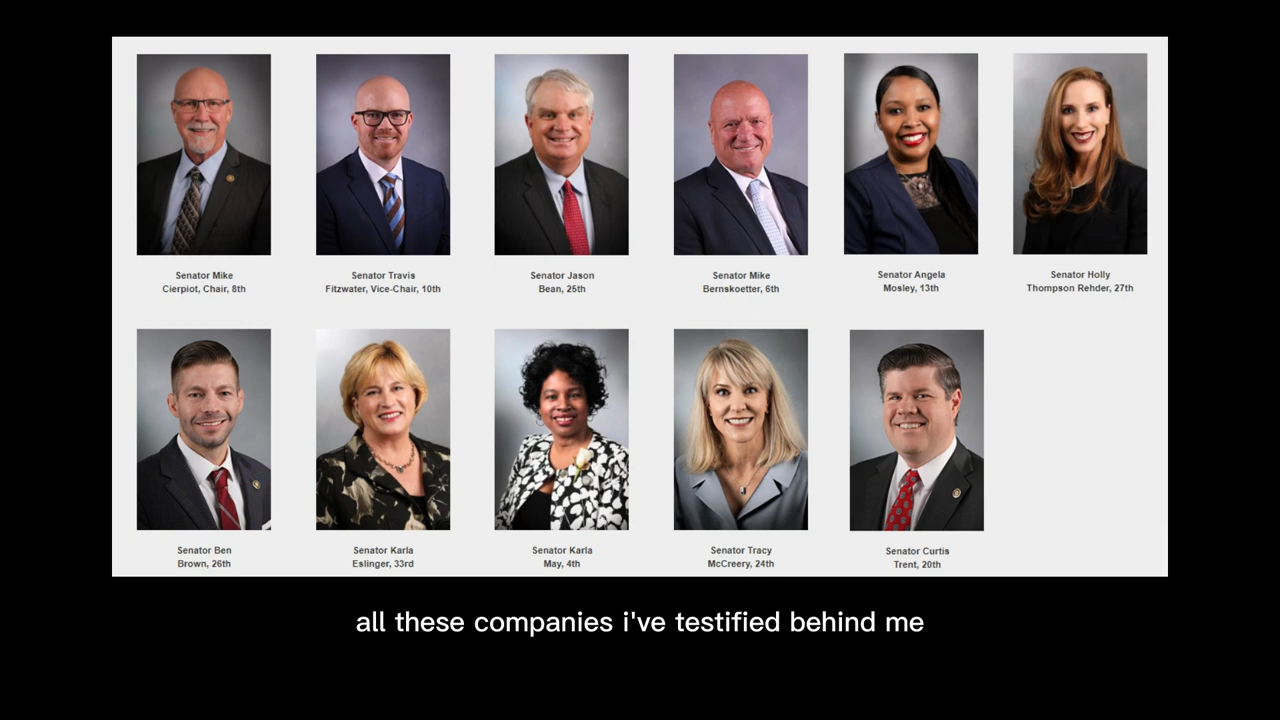 Senator Mike
Cierpiot, Chair, 8th
Senator Travis
Fitzwater, Vice-Chair, 10th
Senator Jason
Bean, 25th
Senator Mike
Bernskoetter, 6th
Senator Angela
Mosley, 13th
Senator Holly
Thompson Rehder, 27th
Senator Ben
Brown, 26th
Senator Karla
Eslinger, 33rd
Senator Karla
May, 4th
Senator Tracy
McCreery, 24th
Senator Curtis
Trent, 20th
all these companies i've testified behind me